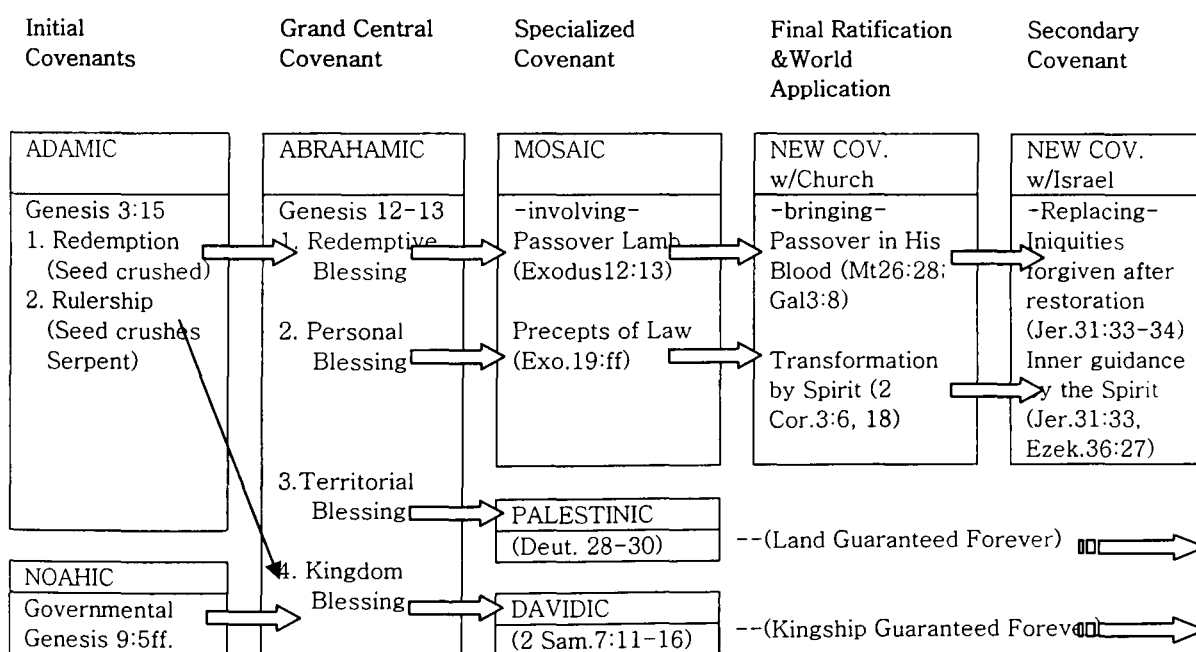 Initial
Covenants
Grand Central
Covenant
Specialized
Covenant
Final Ratification
&World
Application
Secondary
Covenant
ADAMIC
Genesis 3:15
1. Redemption
(Seed crushed)
2. Rulership
(Seed crushes
Serpent)
NOAHIC
Governmental
Genesis 9:5ff.
ABRAHAMIC
Genesis 12-13
1. Redemptive
Blessing
2. Personal
Blessing
3.Territorial
Blessing
4. Kingdom
Blessing
MOSAIC
-involving-
Passover Lamb
(Exodus12:13)
Precepts of Law
(Exo.19:ff)
PALESTINIC
(Deut. 28-30)
DAVIDIC
(2 Sam.7:11-16)
NEW COV.
w/Church
-bringing-
Passover in His
Blood (Mt26:28;
Gal3:8)
Transformation
by Spirit (2
Cor.3:6, 18)
NEW COV.
w/Israel
-Replacing-
Iniquities
forgiven after
restoration
(Jer.31:33-34)
Inner guidance
by the Spirit
(Jer.31:33,
Ezek.36:27)
--(Land Guaranteed Forever)
--(Kingship Guaranteed Forever)